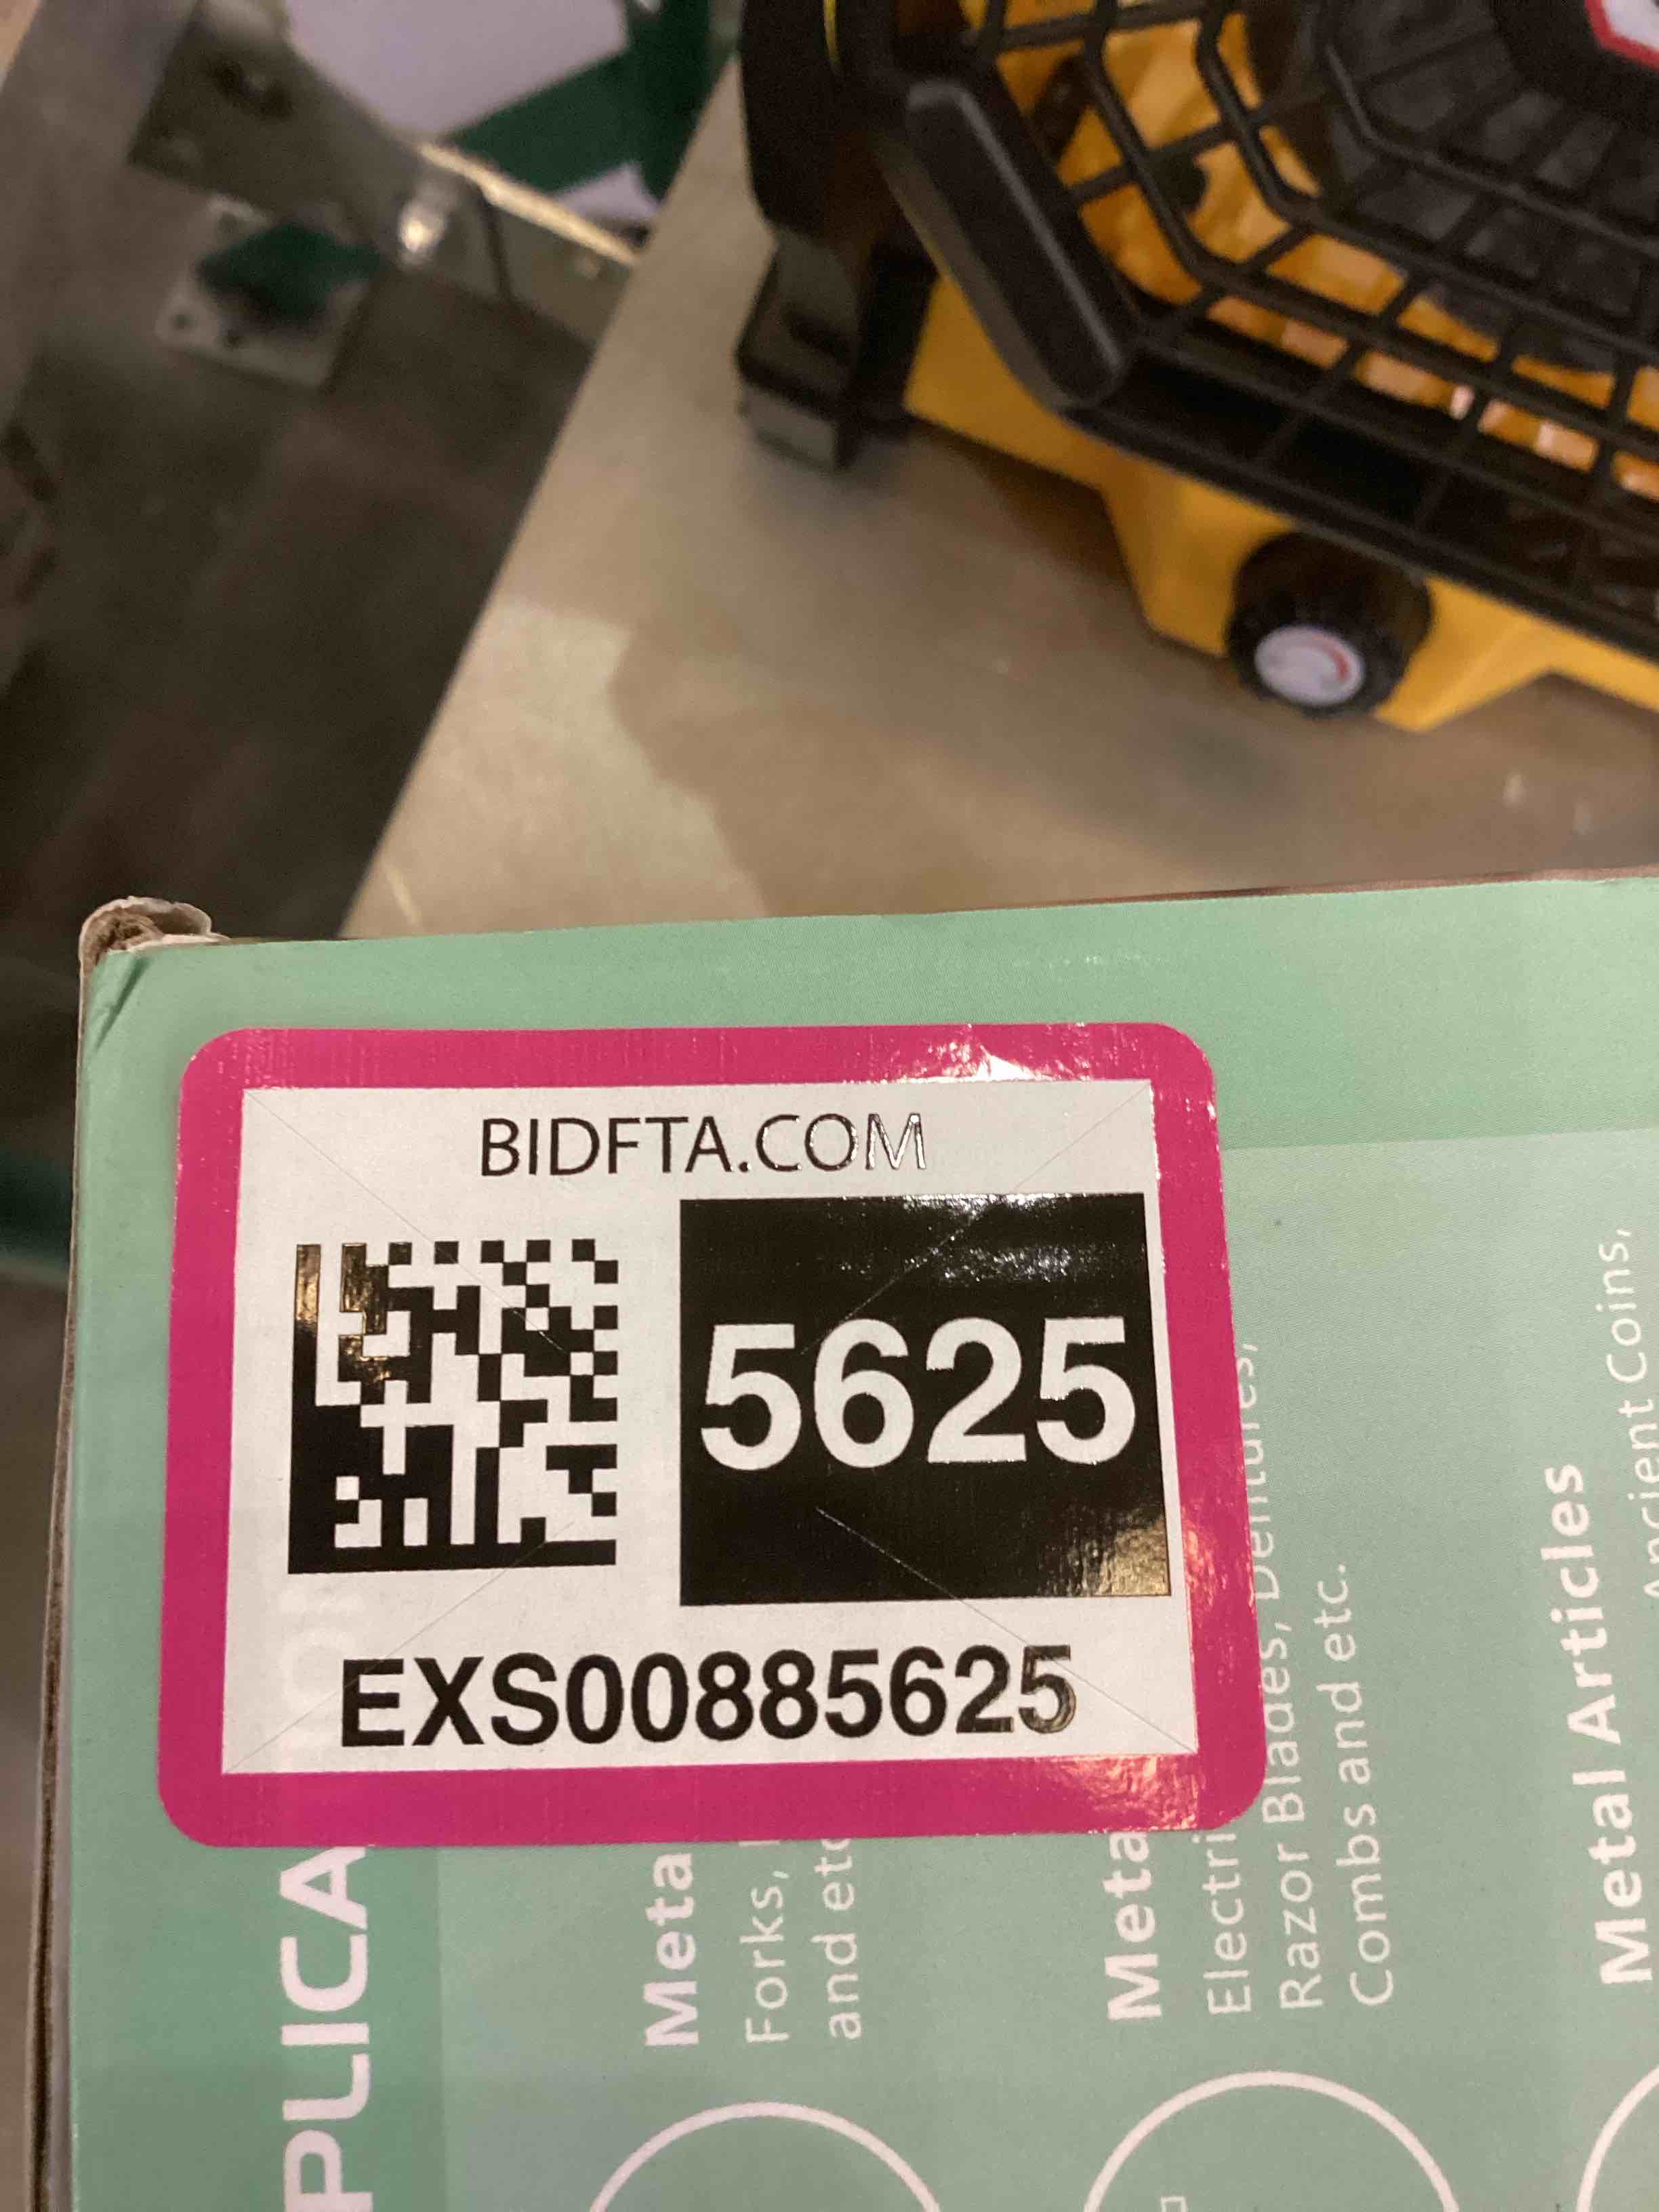 BIDFTA.COM
5625
EXS00885625
PLICA
Meta
Forks,
and etc
Meta
Electri
Dentures,
Razor Blades,
Combs and etc.
Metal Articles
Ancient Coins,